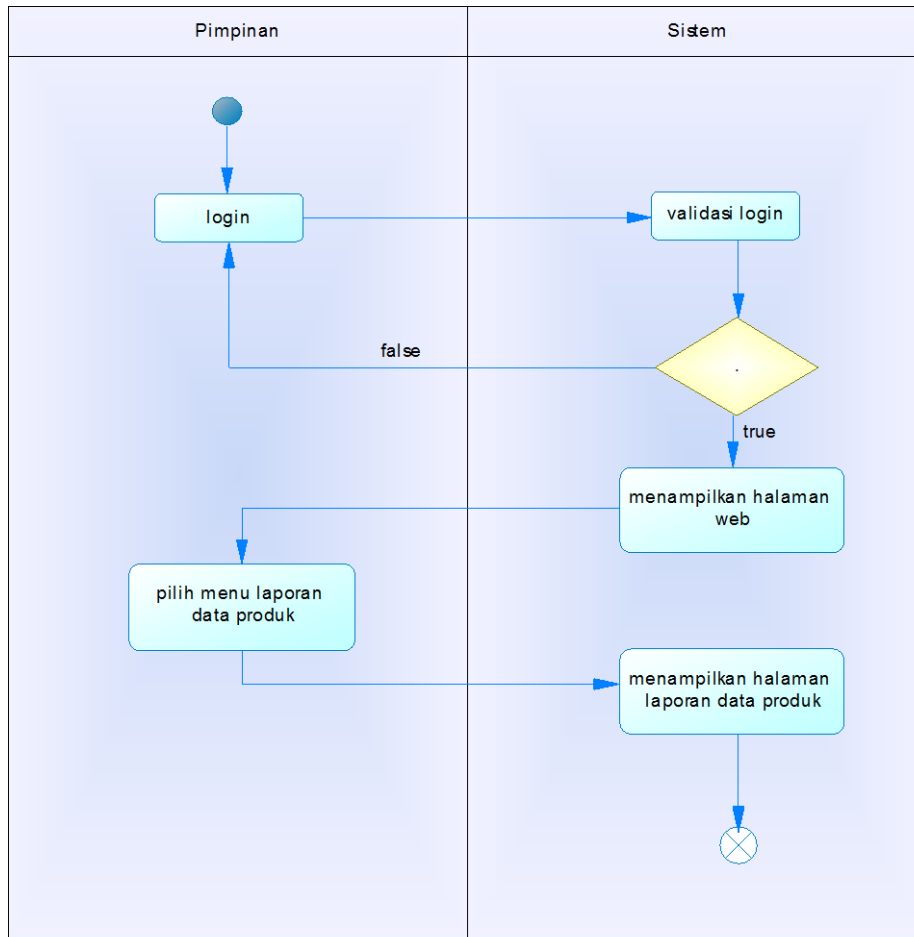 Pimpinan
Sistem
login
validasi login
false
.
true
menampilkan halaman
web
pilih menu laporan
data produk
menampilkan halaman
laporan data produk